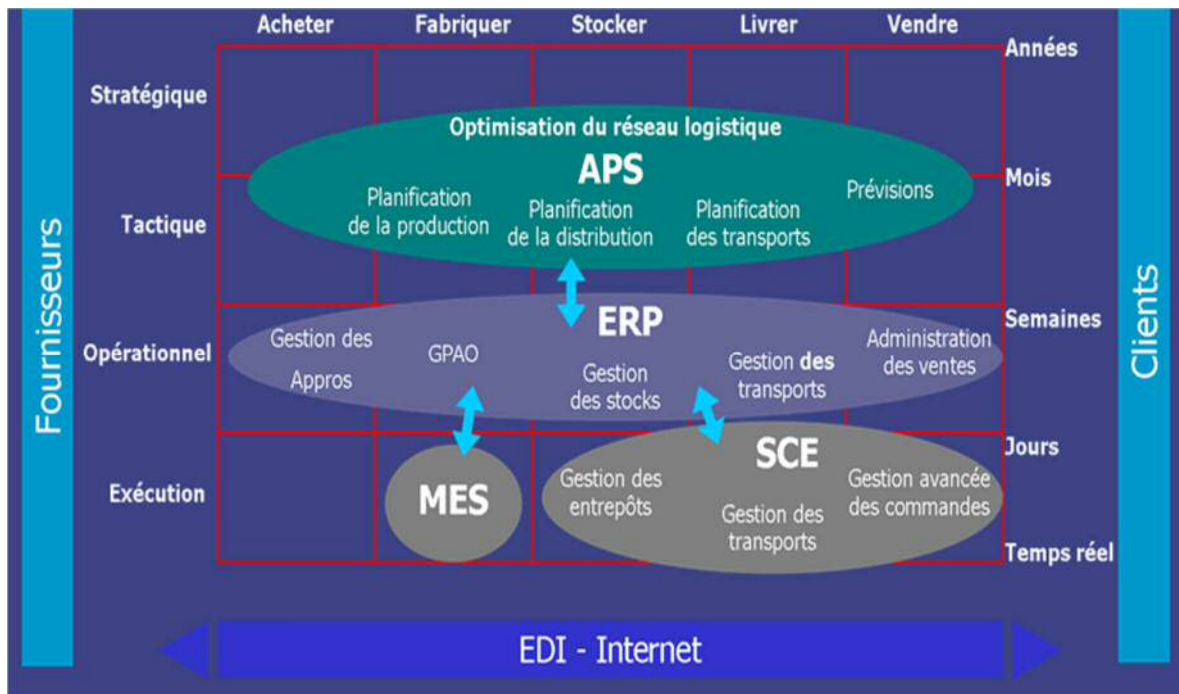 Acheter Fabriquer Stocker Livrer Vendre
Années
Stratégique
Optimisation du réseau logistique
APS
Mois
Prévisions
Planification
de la production
Planification
de la distribution
Planification
des transports
Tactique
Fournisseurs
Clients
Semaines
ERP
Opérationnel
Gestion des
Appros
GPAO
Gestion
des stocks
Gestion des
transports
Administration
des ventes
Jours
SCE
Exécution
MES
Gestion des
entrepôts
Gestion des
transports
Gestion avancée
des commandes
Temps réel
EDI - Internet